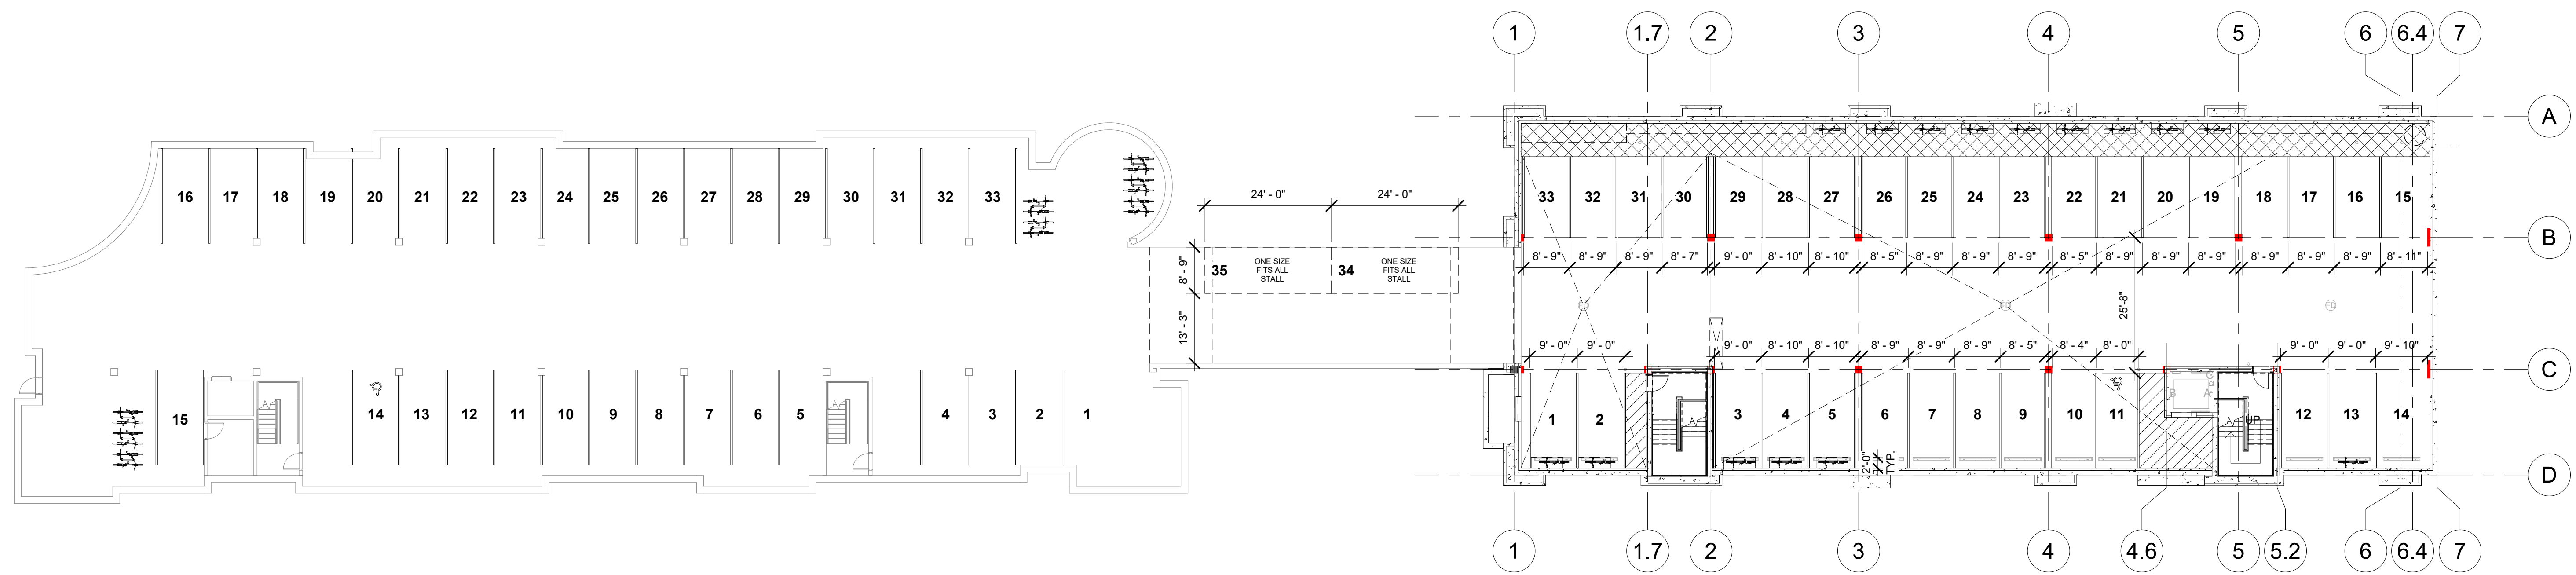 1 1.7 2 3 4 5 6 6.4 7
A
16 17 18 19 20 21 22 23 24 25 26 27 28 29 30 31 32 33
24' - 0" 24' - 0"
33 32 31 30 29 28 27 26 25 24 23 22 21 20 19 18 17 16 15
B
8' - 9"
35
ONE SIZE
FITS ALL
STALL
34
ONE SIZE
FITS ALL
STALL
8' - 9" 8' - 9" 8' - 9" 8' - 7" 9' - 0" 8' - 10" 8' - 10" 8' - 5" 8' - 9" 8' - 9" 8' - 9" 8' - 5" 8' - 9" 8' - 9" 8' - 9" 8' - 9" 8' - 9" 8' - 9" 8' - 11"
FD FD
25'-8"
13' - 3"
9' - 0" 9' - 0" 9' - 0" 8' - 10" 8' - 10" 8' - 9" 8' - 9" 8' - 9" 8' - 5" 8' - 4" 8' - 0" 9' - 0" 9' - 0" 9' - 10"
C
15 14 13 12 11 10 9 8 7 6 5 4 3 2 1
1 2 3 4 5 6 7 8 9 10 11 12 13 14
UP
2'-0"
TYP.
D
1 1.7 2 3 4 4.6 5 5.2 6 6.4 7